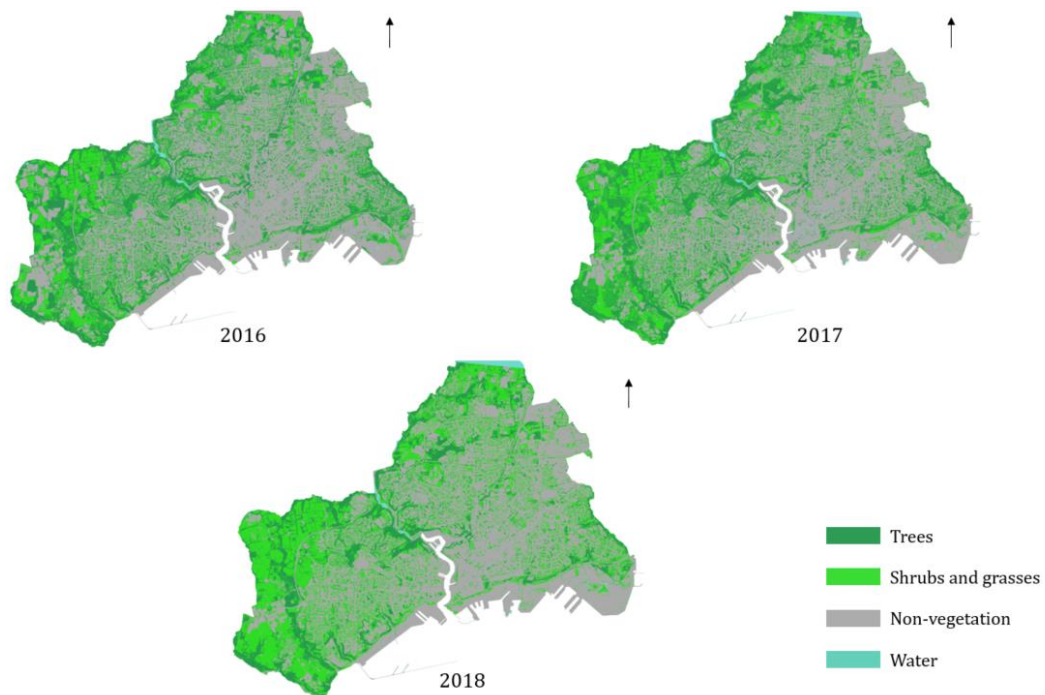 2016
2017
2018
Trees
Shrubs and grasses
Non-vegetation
Water